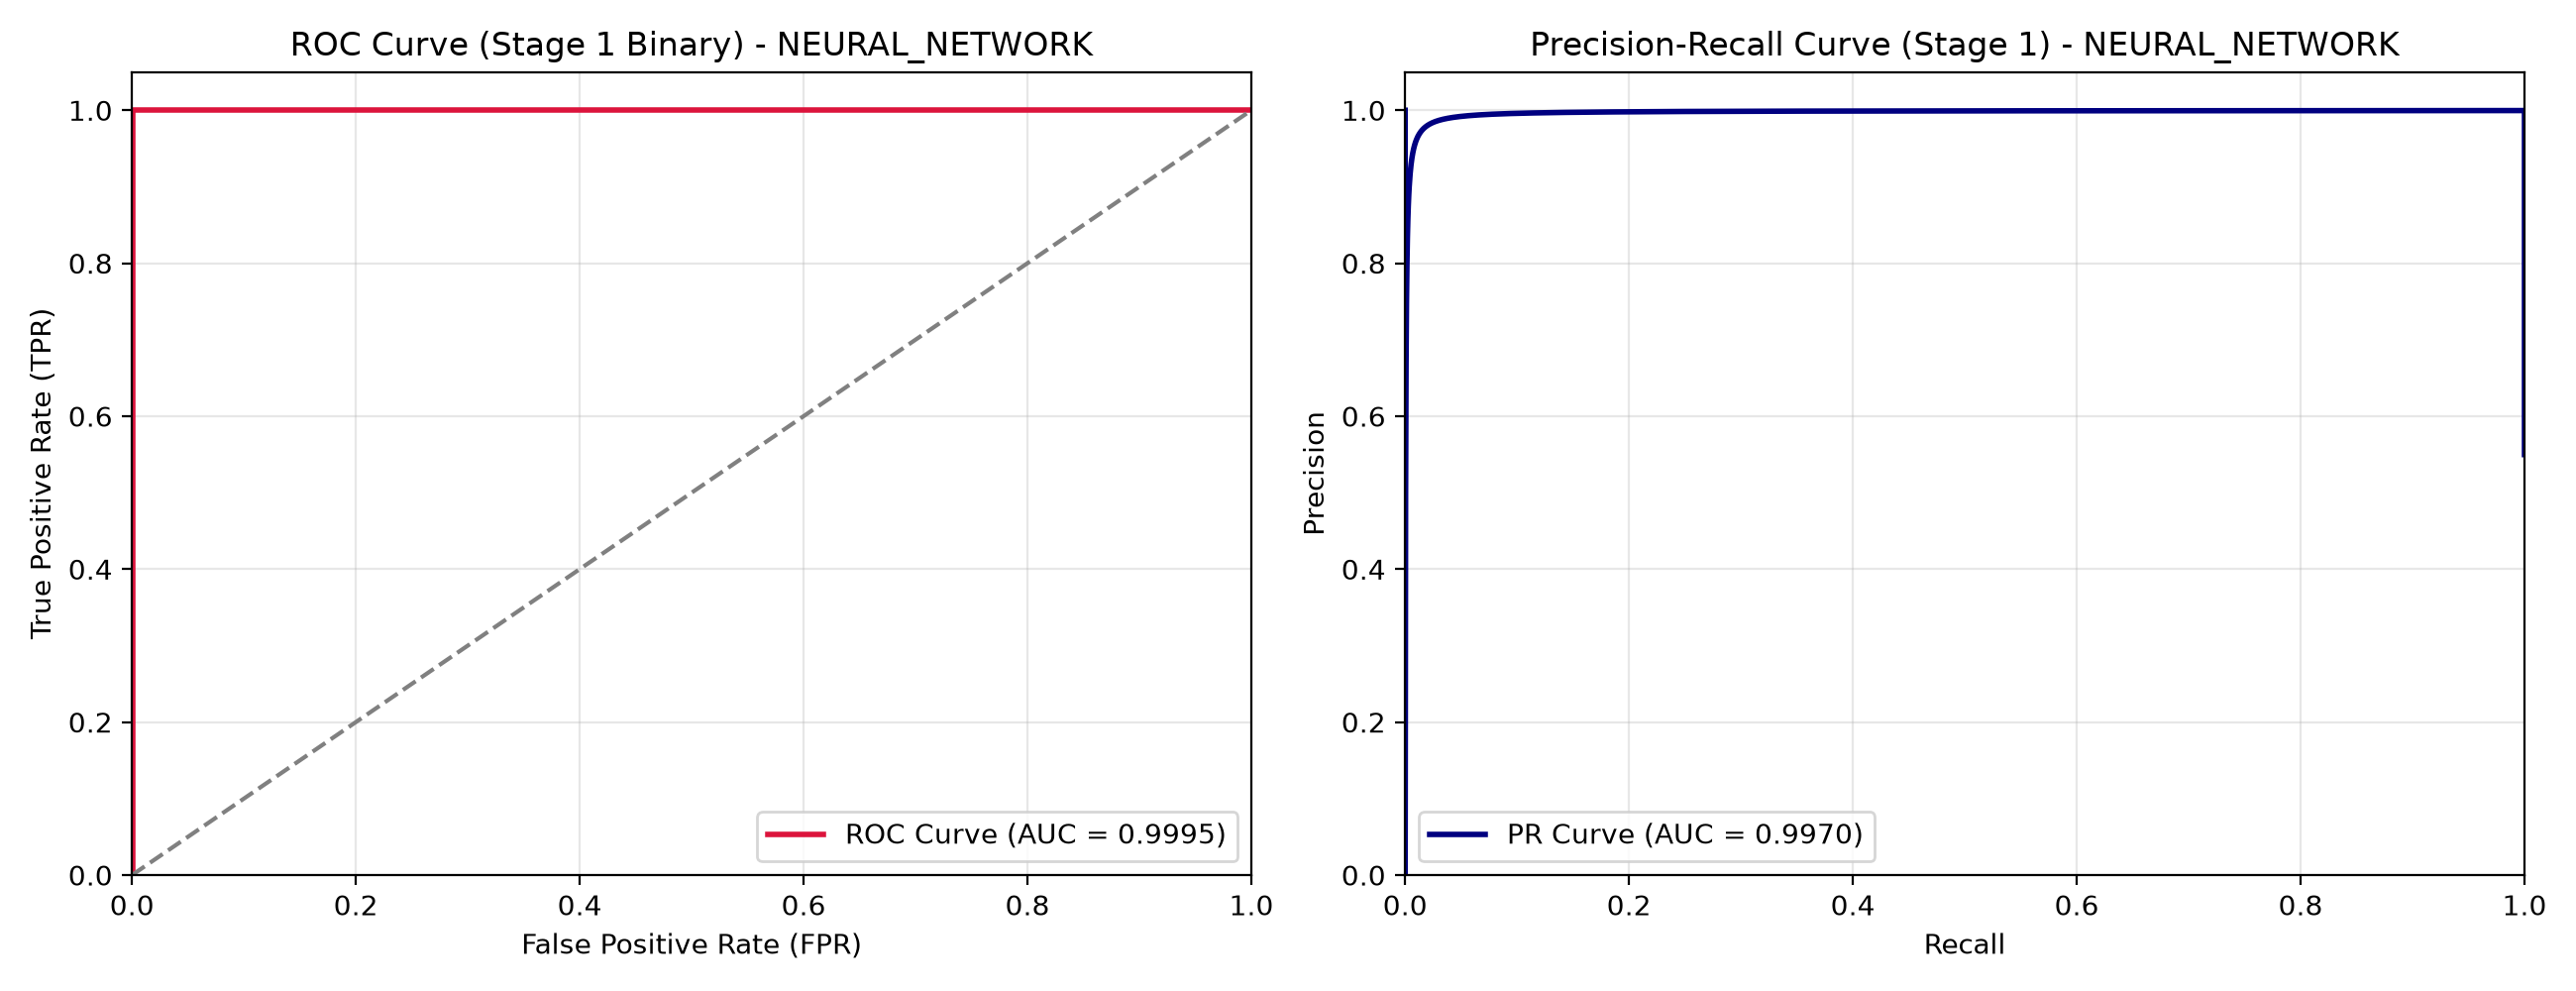 ROC Curve (Stage 1 Binary) - NEURAL_NETWORK
True Positive Rate (TPR)
1.0
0.8
0.6
0.4
0.2
0.0
0.0 0.2 0.4 0.6 0.8 1.0
False Positive Rate (FPR)
ROC Curve (AUC = 0.9995)
Precision-Recall Curve (Stage 1) - NEURAL_NETWORK
Precision
1.0
0.8
0.6
0.4
0.2
0.0
0.0 0.2 0.4 0.6 0.8 1.0
Recall
PR Curve (AUC = 0.9970)